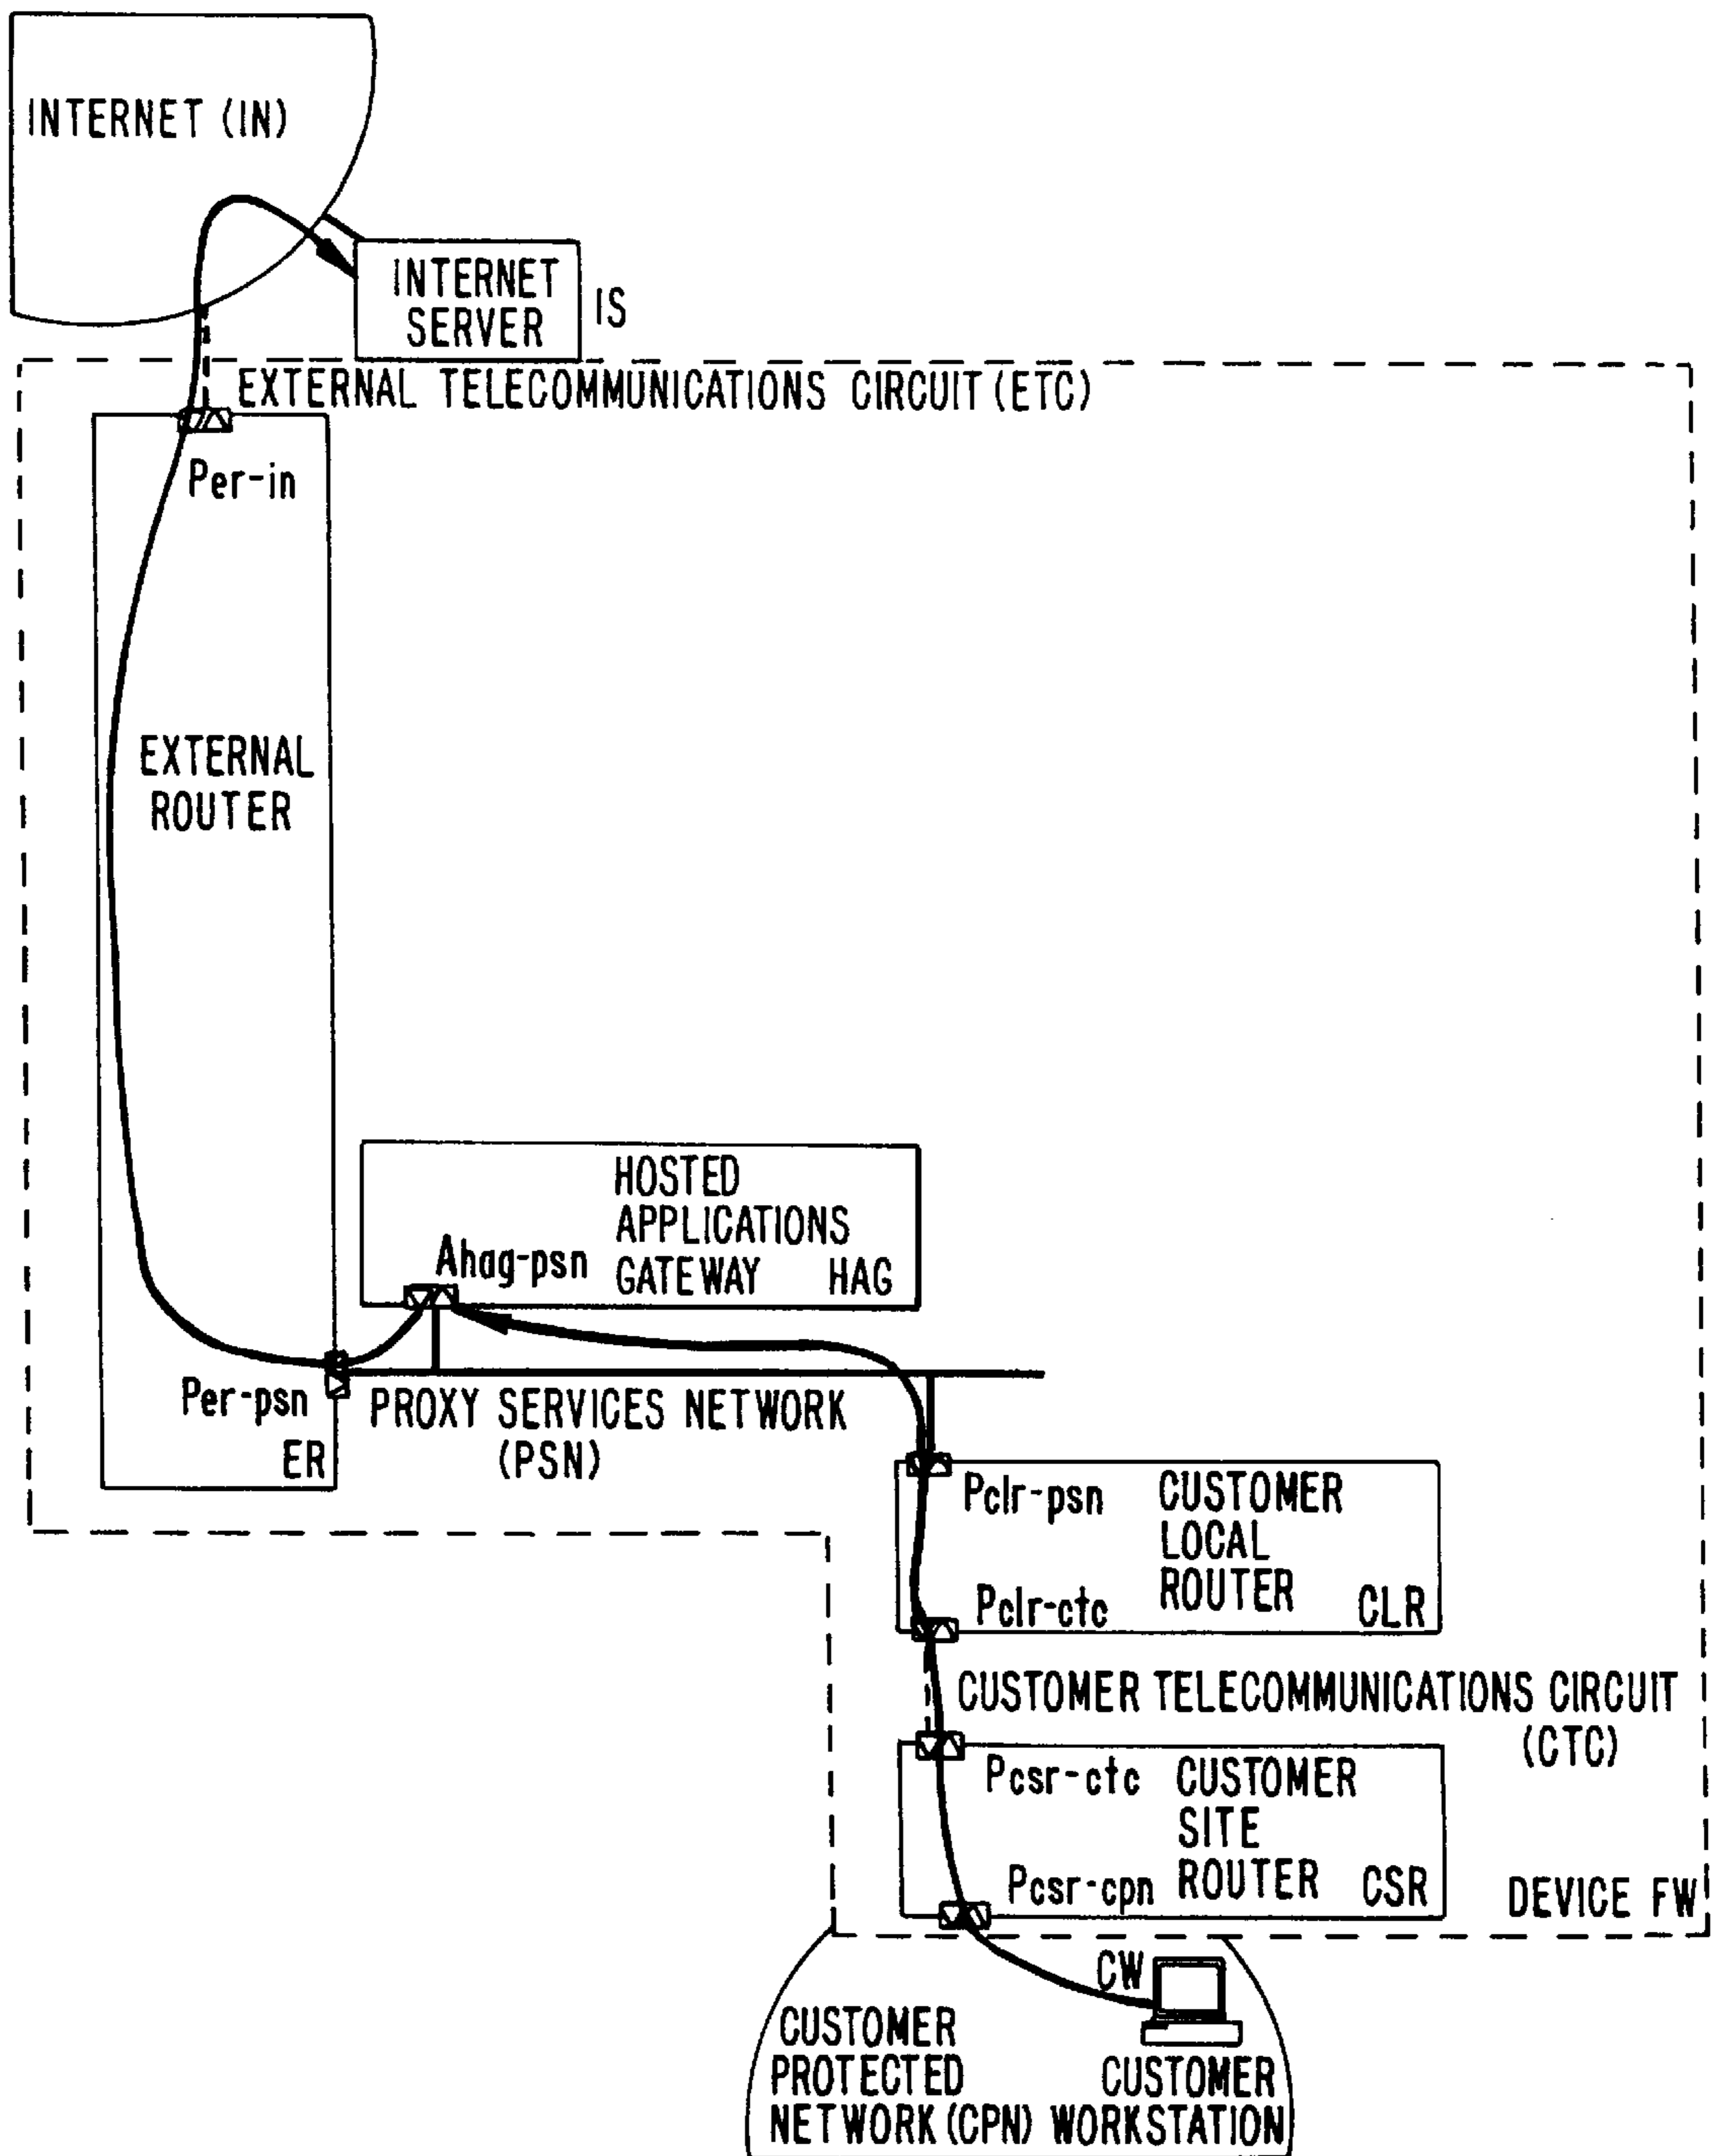 INTERNET (IN)
INTERNET
SERVER
IS
EXTERNAL TELECOMMUNICATIONS CIRCUIT (ETC)
Per-in
EXTERNAL
ROUTER
HOSTED
APPLICATIONS
GATEWAY HAG
Ahag-psn
Per-psn
ER
PROXY SERVICES NETWORK
(PSN)
Pclr-psn
CUSTOMER
LOCAL
ROUTER
Pclr-ctc
CLR
CUSTOMER TELECOMMUNICATIONS CIRCUIT
(CTC)
Pcsr-ctc
CUSTOMER
SITE
ROUTER
Pcsr-cpn
CSR
DEVICE FW
CW
CUSTOMER
PROTECTED
NETWORK (CPN)
CUSTOMER
WORKSTATION